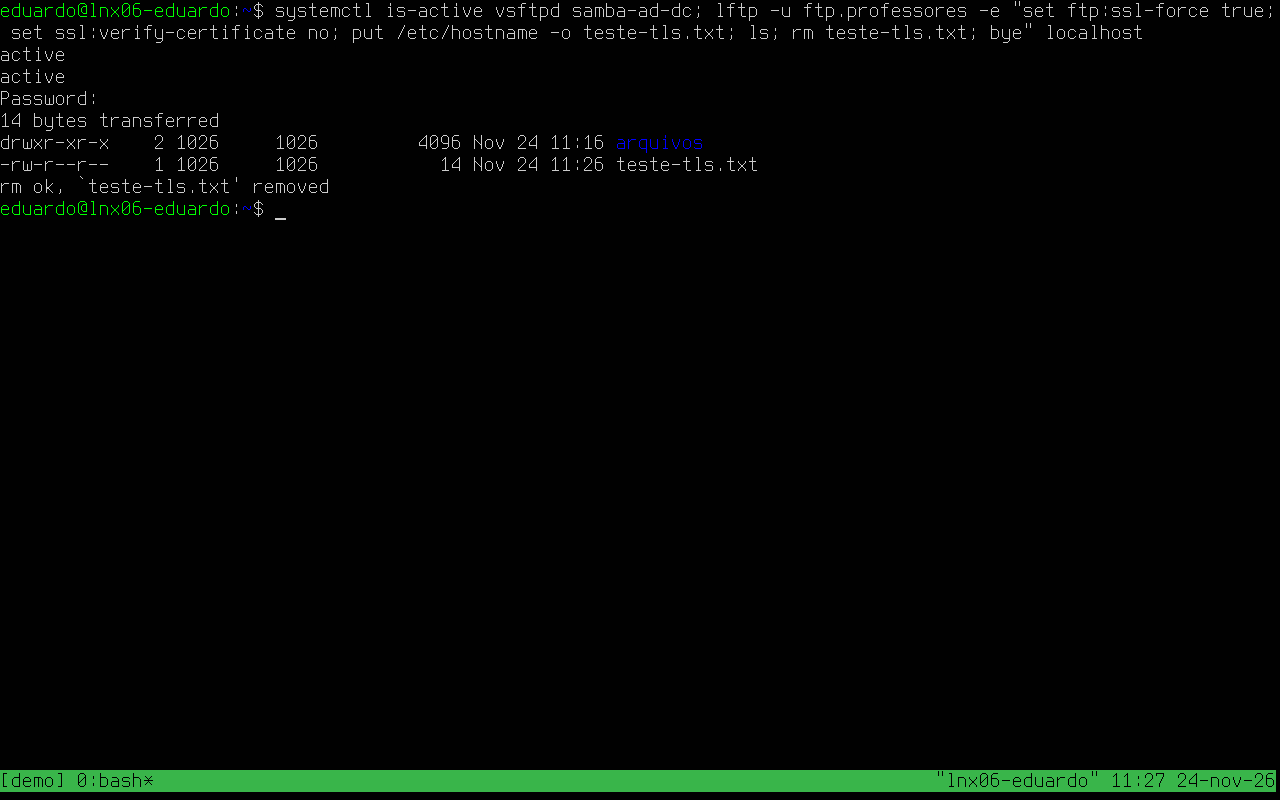 eduardo@lnx06-eduardo:~$ systemctl is-active vsftpd samba-ad-dc; lftp -u ftp.professores -e "set ftp:ssl-force true;
 set ssl:verify-certificate no; put /etc/hostname -o teste-tls.txt; ls; rm teste-tls.txt; bye" localhost
active
active
Password:
14 bytes transferred
drwxr-xr-x    2 1026     1026         4096 Nov 24 11:16 arquivos
-rw-r--r--    1 1026     1026           14 Nov 24 11:26 teste-tls.txt
rm ok, `teste-tls.txt' removed
eduardo@lnx06-eduardo:~$ _
[demo] 0:bash* "lnx06-eduardo" 11:27 24-nov-26